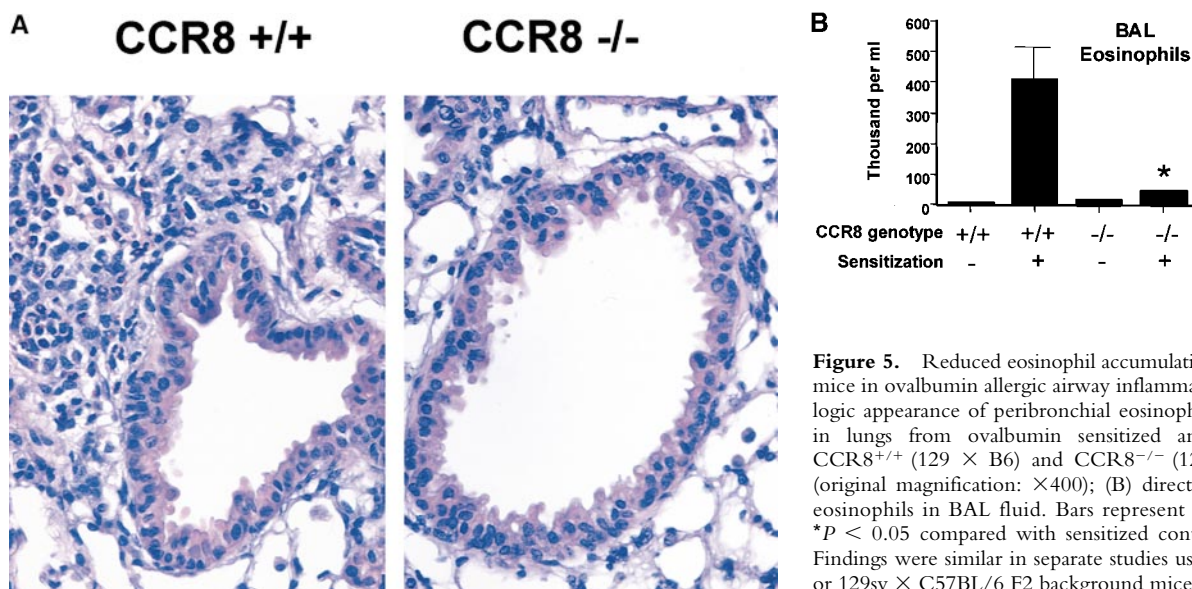 A
CCR8 +/+
CCR8 -/-
B
BAL
Eosinophils
Thousand per ml
600
500
400
300
200
100
0
*
CCR8 genotype +/+ +/+ -/- -/-
Sensitization - + - +
Figure 5. Reduced eosinophil accumulati
mice in ovalbumin allergic airway inflamma
logic appearance of peribronchial eosinoph
in lungs from ovalbumin sensitized an
CCR8+/+ (129 × B6) and CCR8−/− (12
(original magnification: ×400); (B) direct
eosinophils in BAL fluid. Bars represent
*P < 0.05 compared with sensitized cont
Findings were similar in separate studies us
or 129sv × C57BL/6 F2 background mice